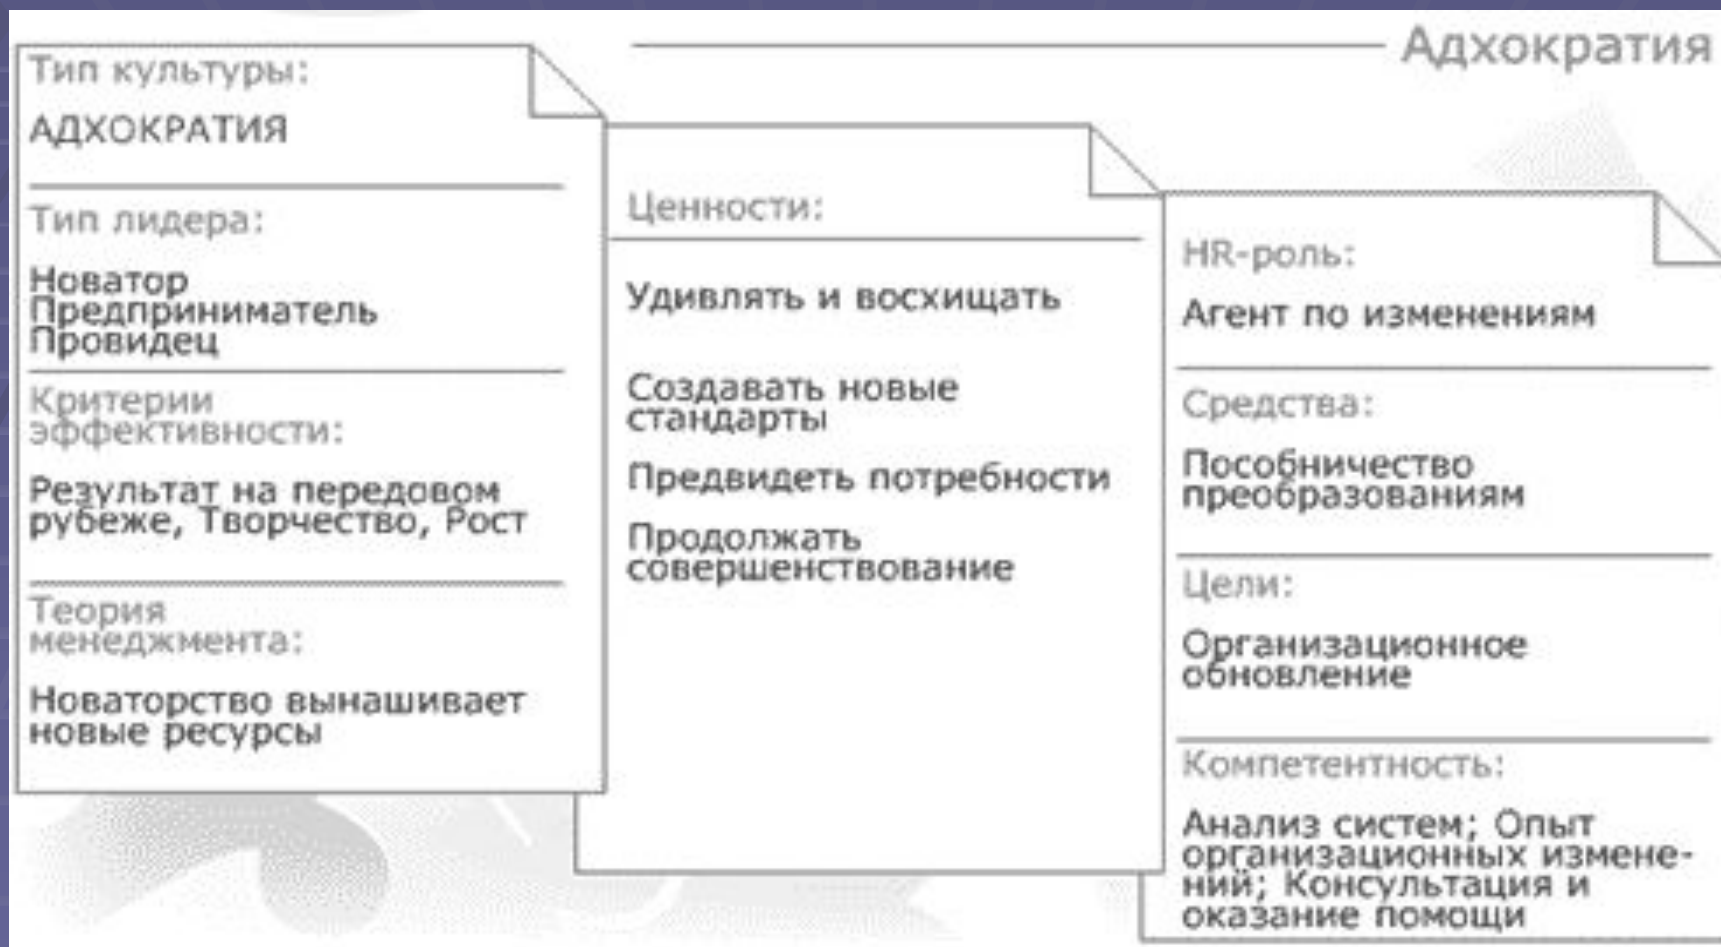 Адхократия
Тип культуры:
АДХОКРАТИЯ
Тип лидера:
Новатор
Предприниматель
Провидец
Критерии
эффективности:
Результат на передовом
рубеже, Творчество, Рост
Теория
менеджмента:
Новаторство вынашивает
новые ресурсы
Ценности:
Удивлять и восхищать
Создавать новые
стандарты
Предвидеть потребности
Продолжать
совершенствование
HR-роль:
Агент по изменениям
Средства:
Пособничество
преобразованиям
Цели:
Организационное
обновление
Компетентность:
Анализ систем; Опыт
организационных измене-
ний; Консультация и
оказание помощи